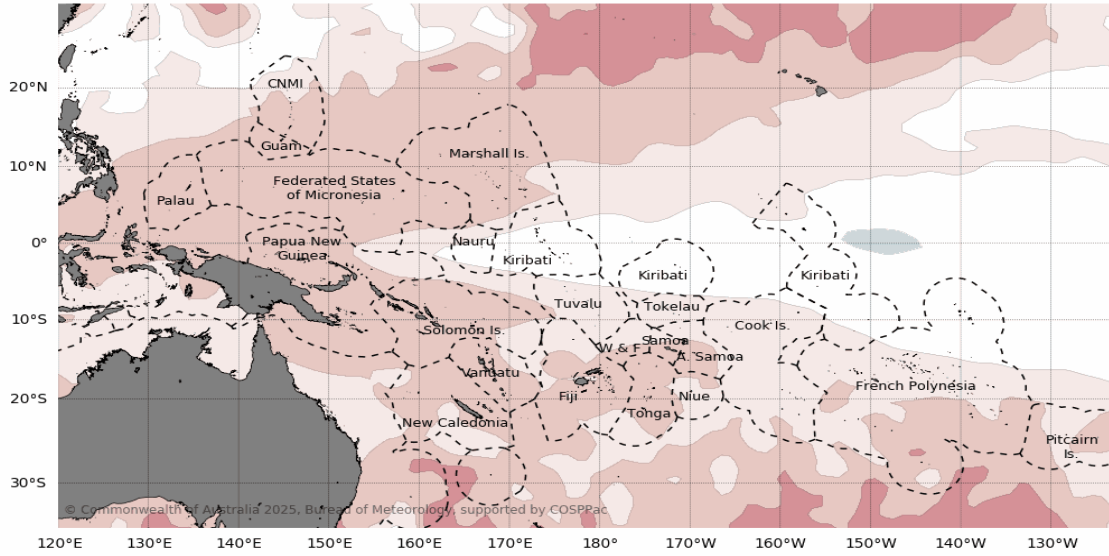 20°N
10°N
0°
10°S
20°S
30°S
CNMI
Guam
Marshall Is.
Palau
Federated States
of Micronesia
Papua New
Guinea
Nauru
Kiribati
Kiribati
Kiribati
Tuvalu
Tokelau
Solomon Is.
Cook Is.
W & F
Samoa
A. Samoa
Vanuatu
French Polynesia
Fiji
Niue
Tonga
New Caledonia
Pitcairn
Is.
© Commonwealth of Australia 2025, Bureau of Meteorology, supported by COSPPac
120°E 130°E 140°E 150°E 160°E 170°E 180° 170°W 160°W 150°W 140°W 130°W